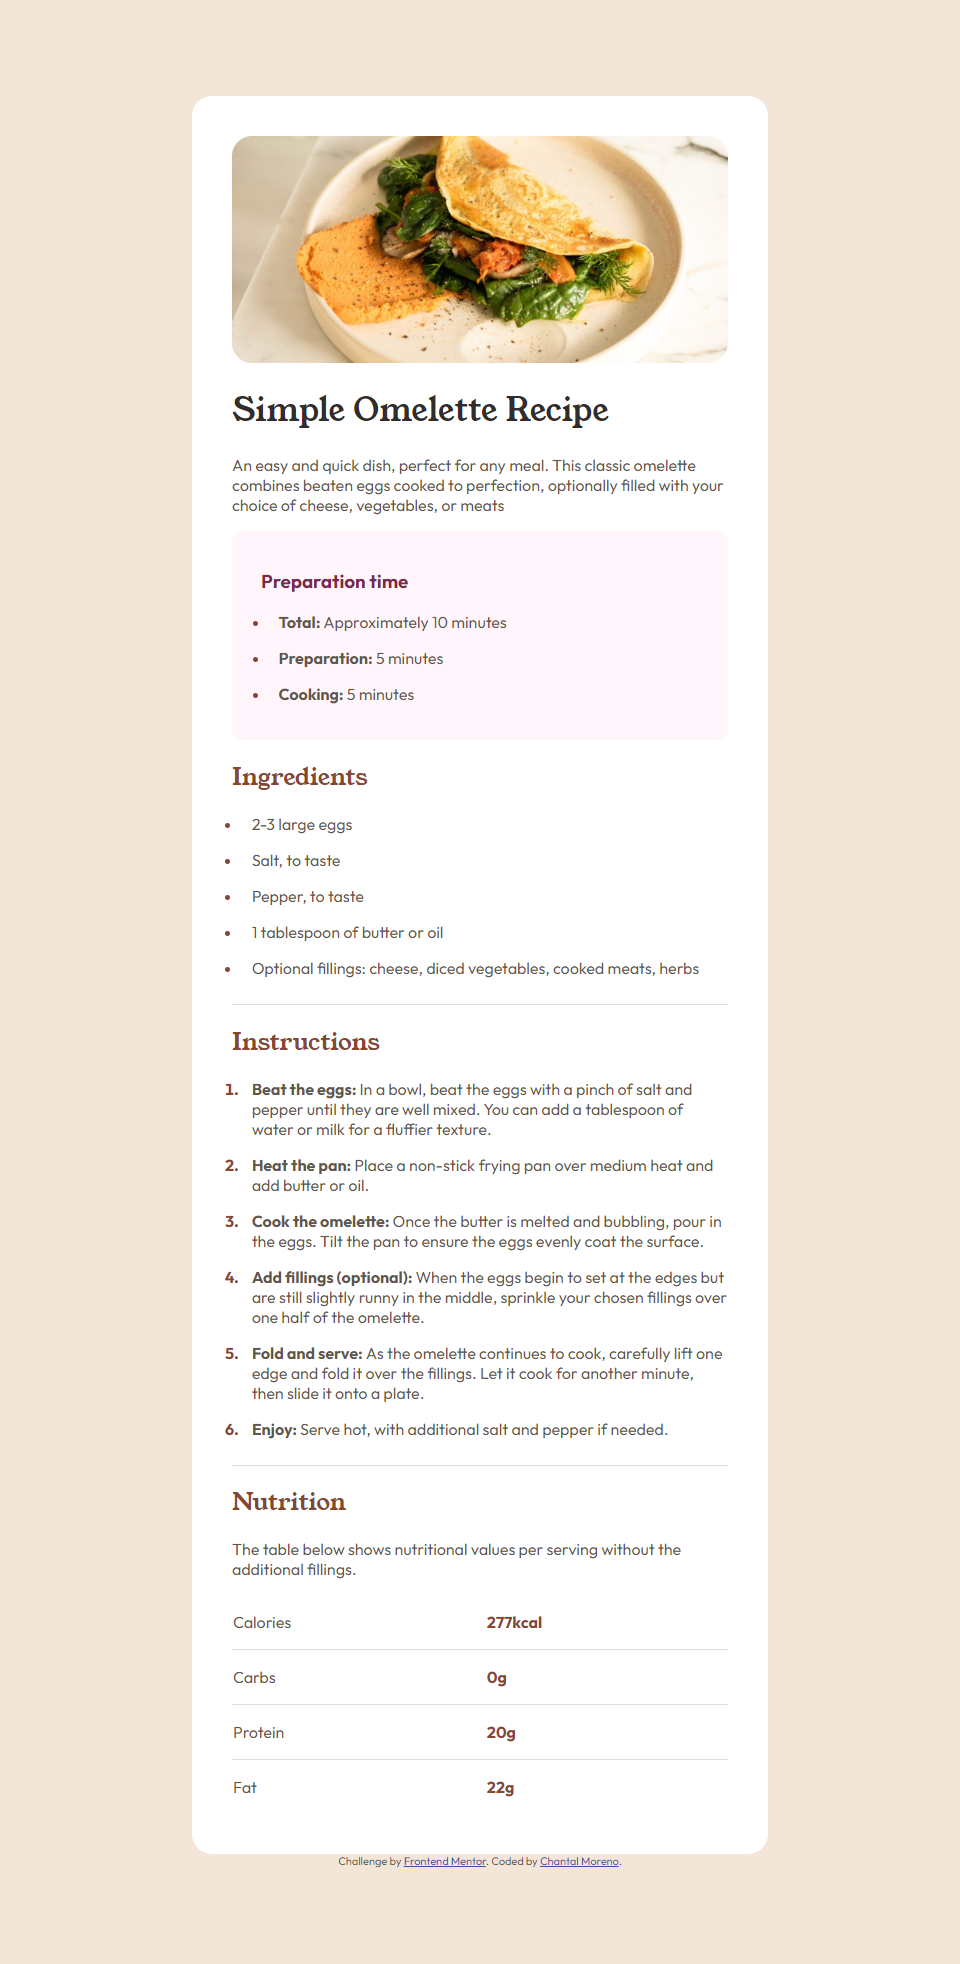 Simple Omelette Recipe
An easy and quick dish, perfect for any meal. This classic omelette
combines beaten eggs cooked to perfection, optionally filled with your
choice of cheese, vegetables, or meats
Preparation time
• Total: Approximately 10 minutes
• Preparation: 5 minutes
• Cooking: 5 minutes
Ingredients
• 2-3 large eggs
• Salt, to taste
• Pepper, to taste
• 1 tablespoon of butter or oil
• Optional fillings: cheese, diced vegetables, cooked meats, herbs
Instructions
1. Beat the eggs: In a bowl, beat the eggs with a pinch of salt and
pepper until they are well mixed. You can add a tablespoon of
water or milk for a fluffier texture.
2. Heat the pan: Place a non-stick frying pan over medium heat and
add butter or oil.
3. Cook the omelette: Once the butter is melted and bubbling, pour in
the eggs. Tilt the pan to ensure the eggs evenly coat the surface.
4. Add fillings (optional): When the eggs begin to set at the edges but
are still slightly runny in the middle, sprinkle your chosen fillings over
one half of the omelette.
5. Fold and serve: As the omelette continues to cook, carefully lift one
edge and fold it over the fillings. Let it cook for another minute,
then slide it onto a plate.
6. Enjoy: Serve hot, with additional salt and pepper if needed.
Nutrition
The table below shows nutritional values per serving without the
additional fillings.
Calories 277kcal
Carbs 0g
Protein 20g
Fat 22g
Challenge by Frontend Mentor. Coded by Chantal Moreno.